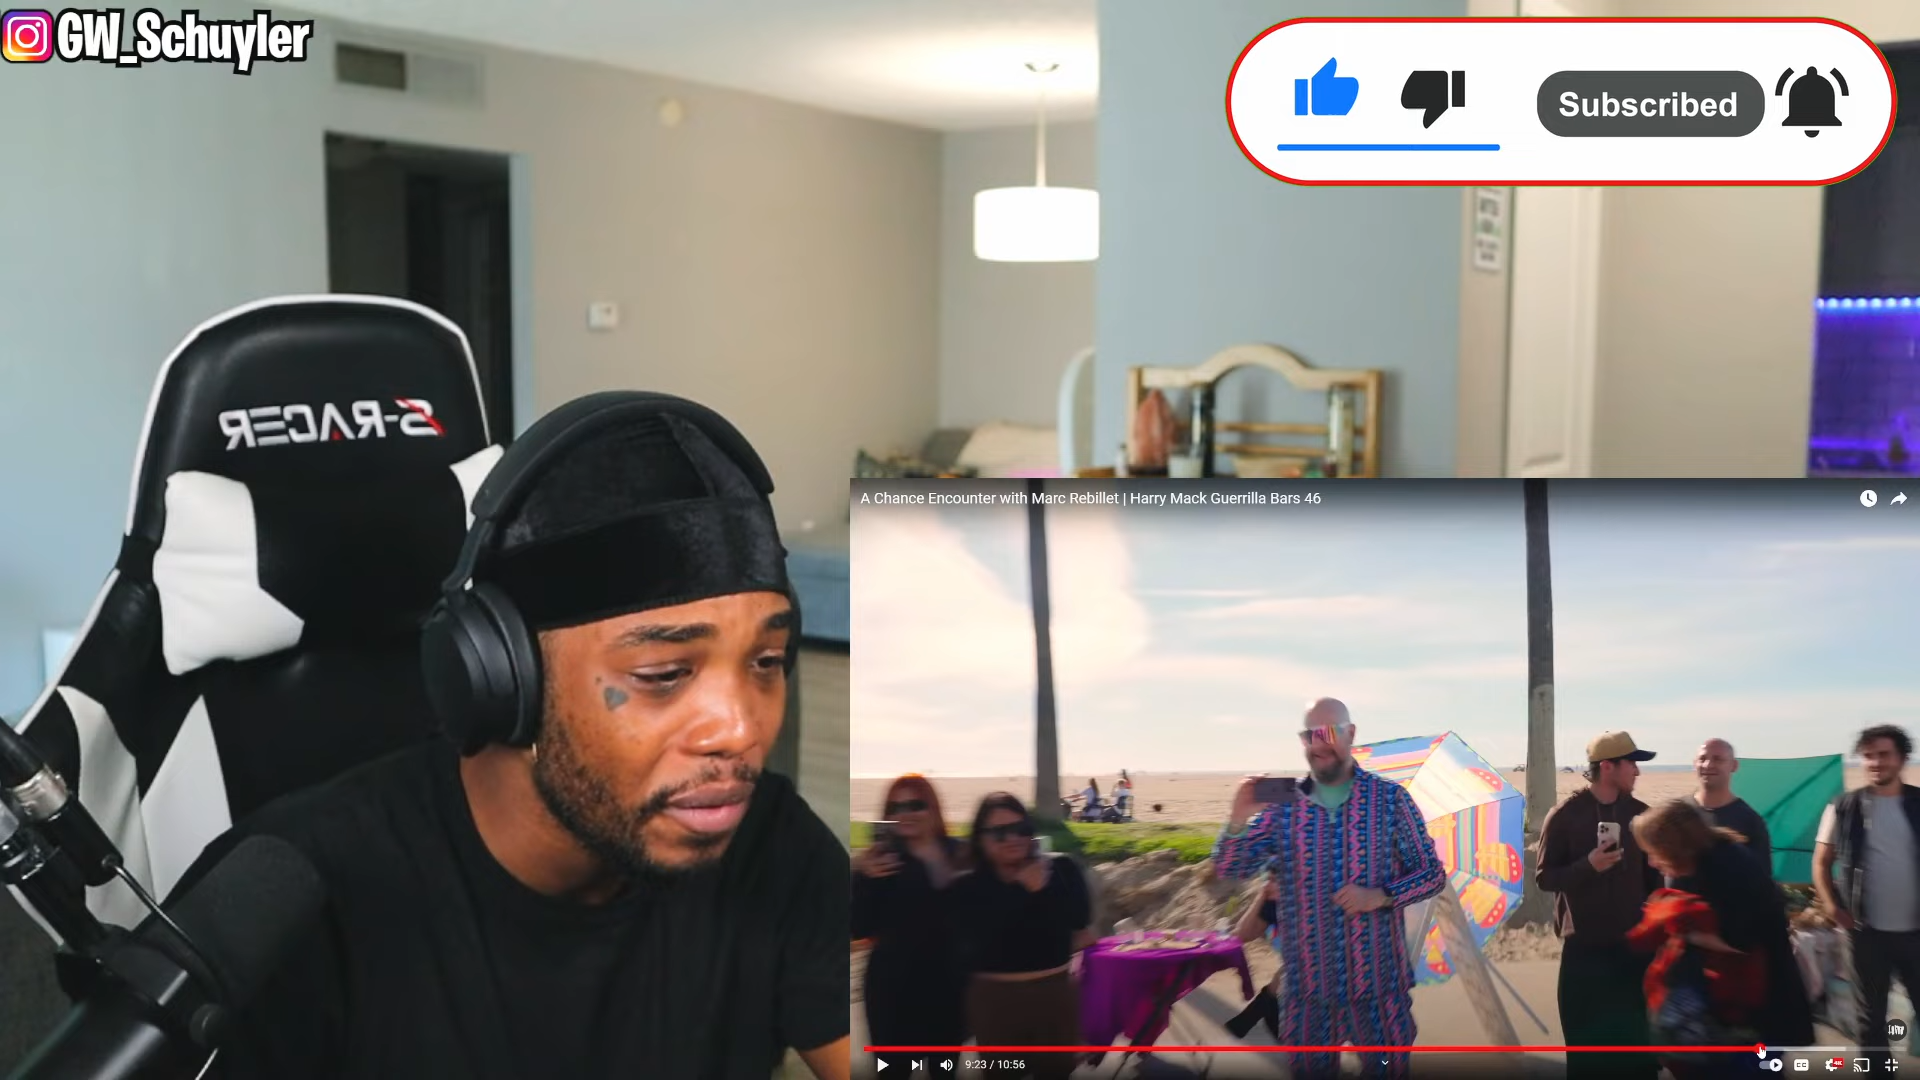 GW_Schuyler
Subscribed
S-RACER
A Chance Encounter with Marc Rebillet | Harry Mack Guerrilla Bars 46
9:23 / 10:56